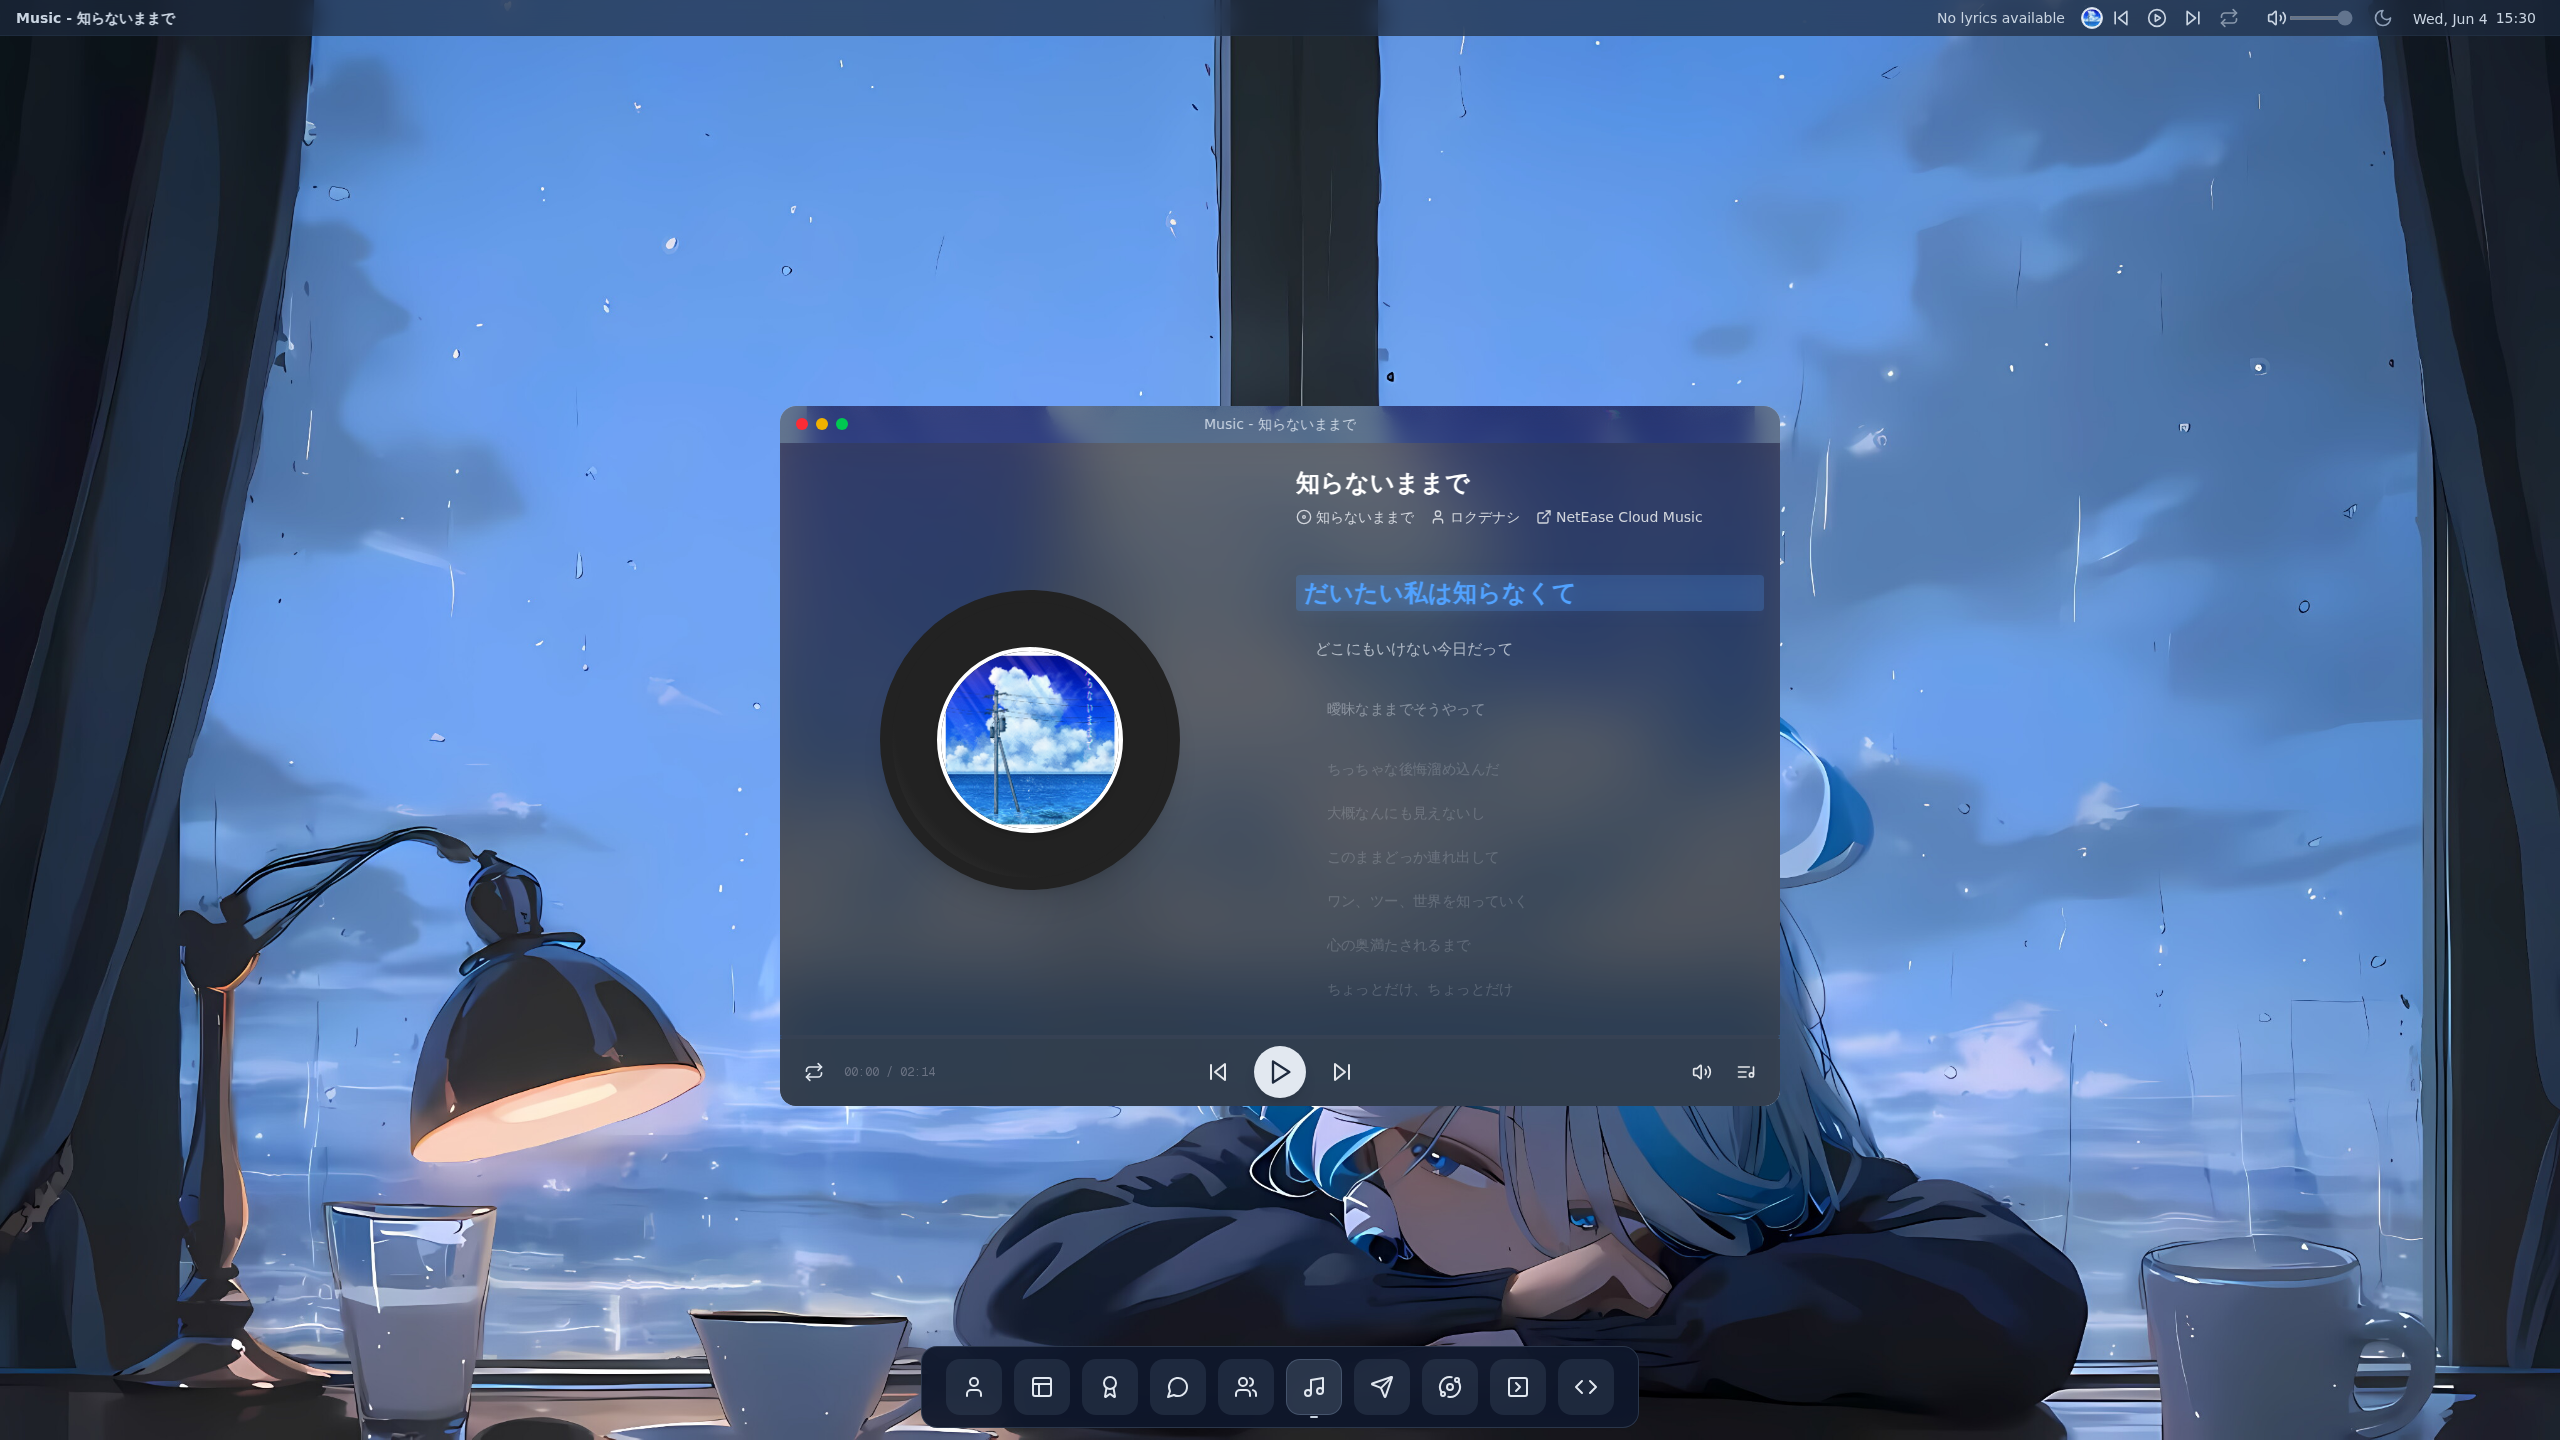 Music - 知らないままで
No lyrics available
Wed, Jun 4 15:30
Music - 知らないままで
知らないままで
知らないままで ロクデナシ NetEase Cloud Music
だいたい私は知らなくて
どこにもいけない今日だって
曖昧なままでそうやって
ちっちゃな後悔溜め込んだ
大概なんにも見えないし
このままどっか連れ出して
ワン、ツー、世界を知っていく
心の奥満たされるまで
ちょっとだけ、ちょっとだけ
らないままで
00:00 / 02:14